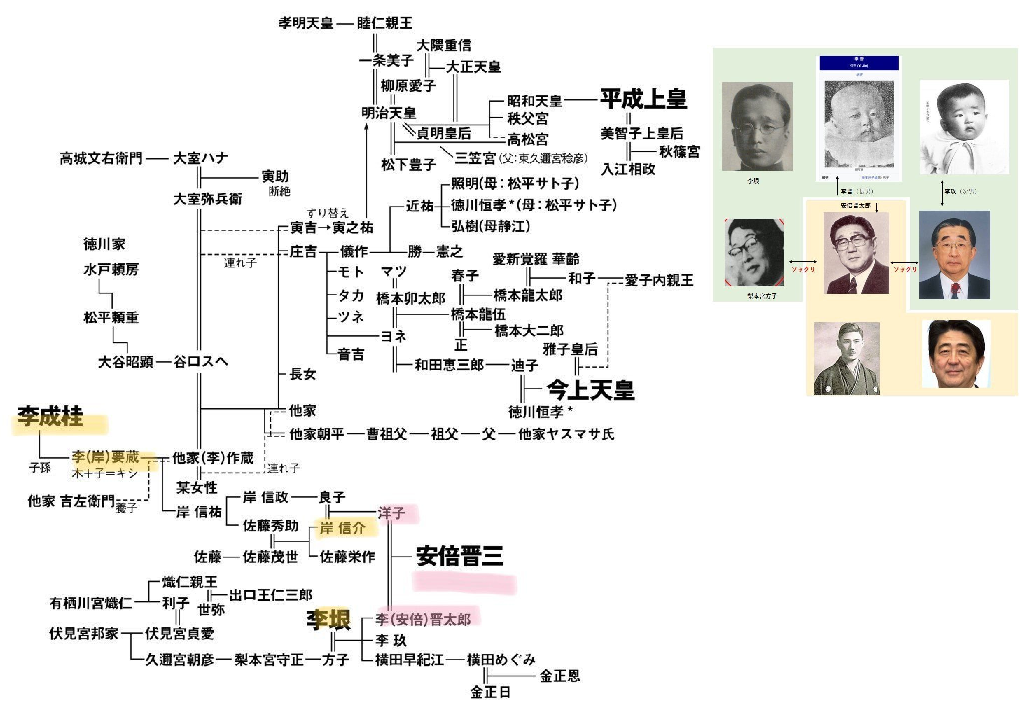 孝明天皇 睦仁親王
大隈重信
一条美子
大正天皇
柳原愛子
昭和天皇
平成上皇
明治天皇
秩父宮
貞明皇后
高松宮
美智子上皇后
秋篠宮
松下豊子
三笠宮(父:東久邇宮稔彦)
入江相政
高城文右衛門 大室ハナ
寅助
断絶
大室弥兵衛
照明(母:松平サト子)
近祐
徳川恒孝*(母:松平サト子)
弘樹(母静江)
すり替え
寅吉→寅之祐
徳川家
水戸頼房
連れ子
庄吉 儀作 勝 憲之
愛新覚羅 華齢
モト
マツ
春子
和子
愛子内親王
タカ
橋本卯太郎
橋本龍太郎
松平頼重
ツネ
橋本龍伍
ヨネ
橋本大二郎
正
音吉
雅子皇后
大谷昭顕 谷口スヘ
和田恵三郎 迪子
今上天皇
長女
徳川恒孝*
他家
李成桂
他家朝平 曹祖父 祖父 父 他家ヤスマサ氏
子孫
李(岸)要蔵
木+子=キシ
他家(李)作蔵
連れ子
某女性
他家 吉左衛門
養子
岸 信祐
岸 信政 良子
洋子
佐藤秀助
岸 信介
佐藤 佐藤茂世
佐藤栄作
安倍晋三
熾仁親王
有栖川宮熾仁
利子
出口王仁三郎
世弥
李垠
李(安倍)晋太郎
伏見宮邦家 伏見宮貞愛
李 玖
久邇宮朝彦 梨本宮守正 方子
横田早紀江 横田めぐみ
金正恩
金正日
李垠
安倍晋太郎
ソックリ
ソックリ
梨本宮方子